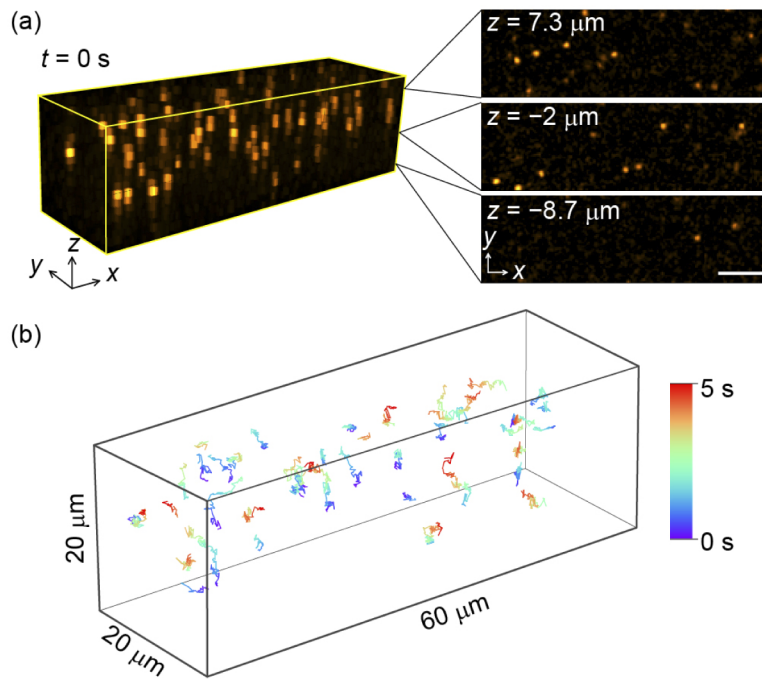 (a)
t = 0 s
z = 7.3 μm
z = −2 μm
z = −8.7 μm
z
y
x
y
x
(b)
5 s
0 s
20 μm
20 μm
60 μm